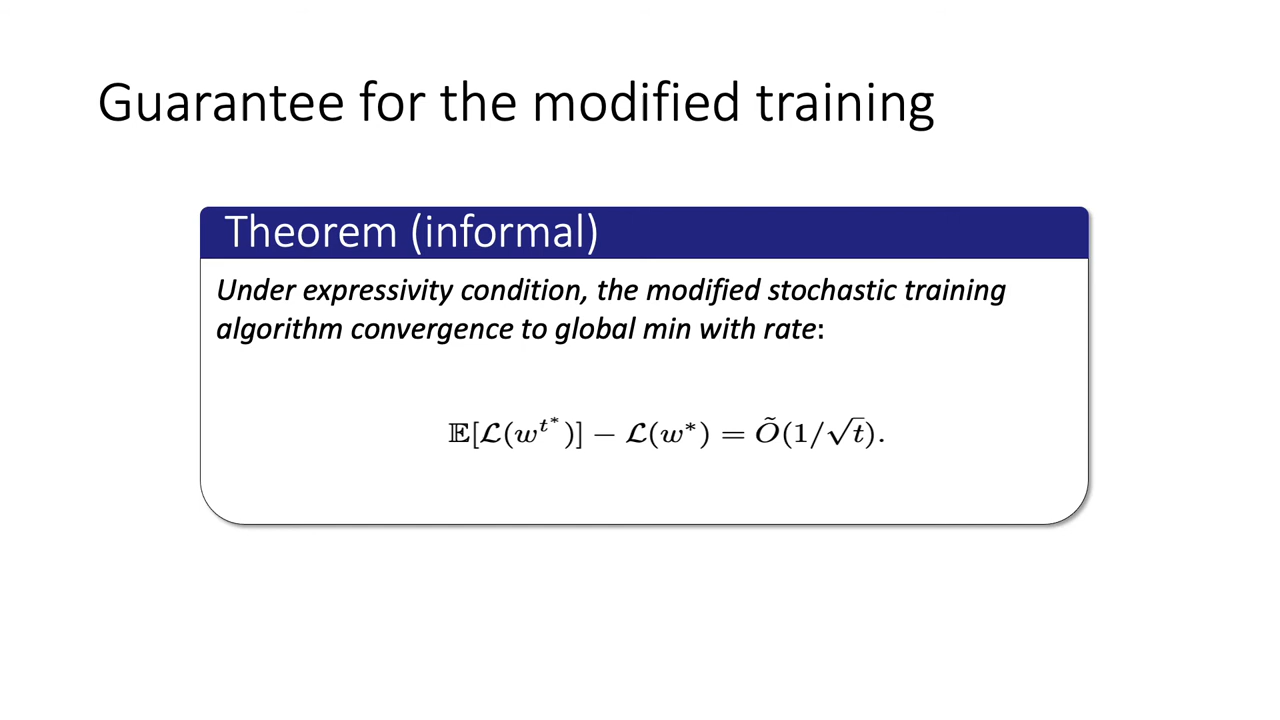 Guarantee for the modified training
Theorem (informal)
Under expressivity condition, the modified stochastic training
algorithm convergence to global min with rate:
𝔼[ℒ(w^{t^*})] − ℒ(w^*) = Õ(1/√t).